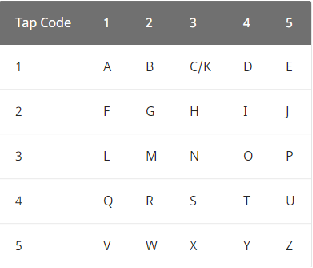 Tap Code 1 2 3 4 5
1 A B C/K D E
2 F G H I J
3 L M N O P
4 Q R S T U
5 V W X Y Z